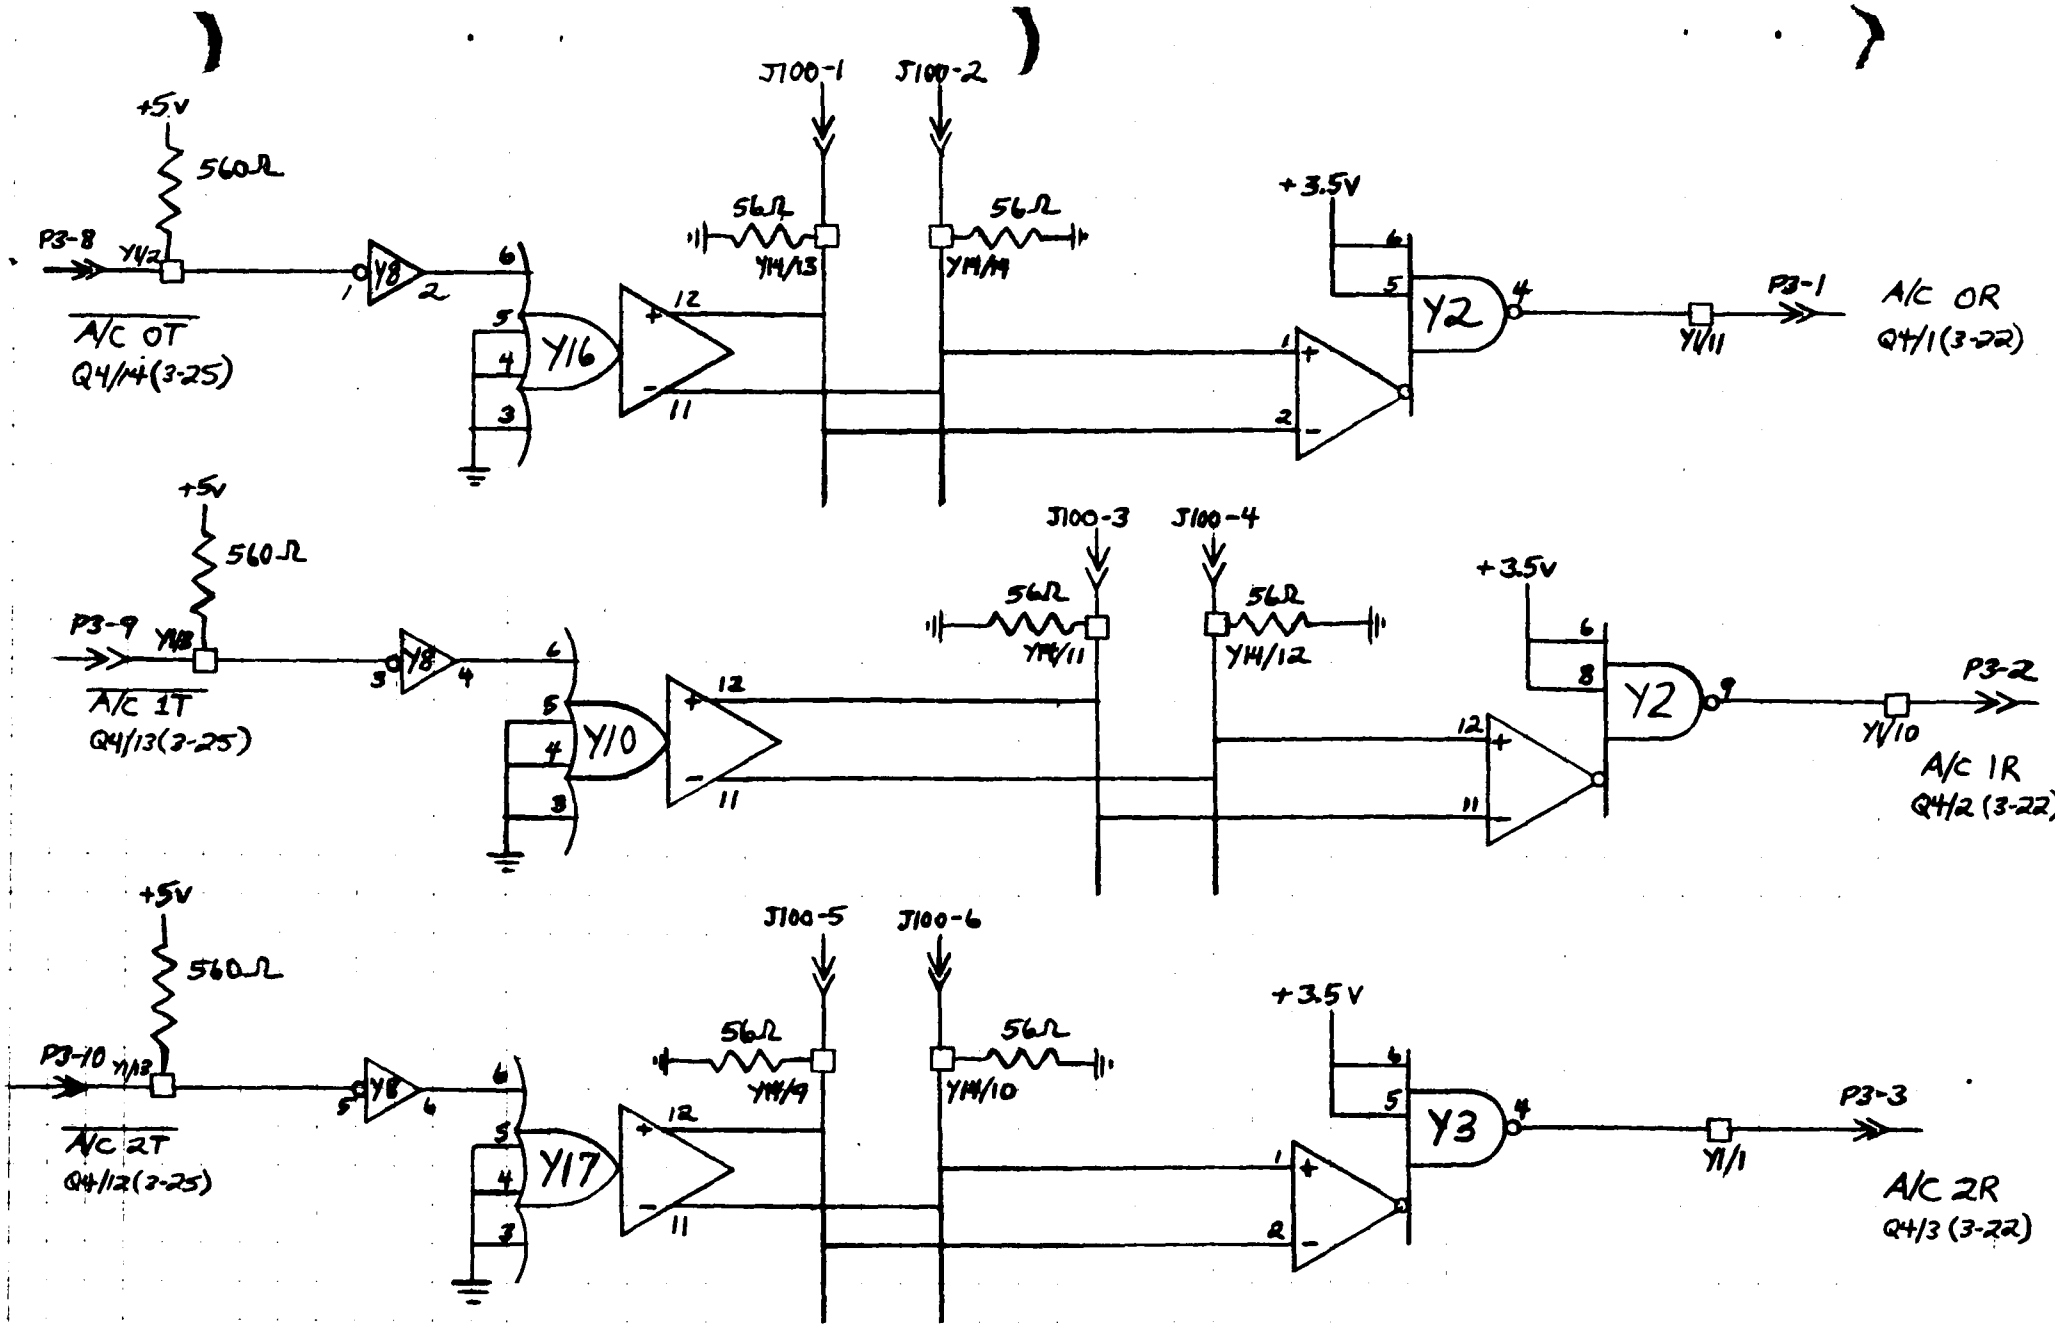 J100-1 J100-2
+5v
560Ω
+3.5v
56Ω 56Ω
P3-8 Y1/2
Y14/13 Y14/14
6 Y8 1 2
12
6
5
Y2 4
P3-1
A/C 0R
Q4/1 (3-22)
Y1/11
A/C 0T
Q4/14 (3-25)
5
4 Y16
3
+
-
11
1 +
2 -
+5v
560Ω
J100-3 J100-4
+3.5v
56Ω 56Ω
P3-9 Y1/3
Y14/11 Y14/12
6 Y8 3 4
12
6
8
Y2 9
P3-2
Y1/10
A/C 1R
Q4/2 (3-22)
A/C 1T
Q4/13 (3-25)
5
4 Y10
3
+
-
11
12 +
11 -
+5v
560Ω
J100-5 J100-6
+3.5v
56Ω 56Ω
P3-10 Y1/13
Y14/9 Y14/10
6 Y8 5 6
12
6
5
Y3 4
P3-3
Y1/1
A/C 2R
Q4/3 (3-22)
A/C 2T
Q4/12 (3-25)
5
4 Y17
3
+
-
11
1 +
2 -